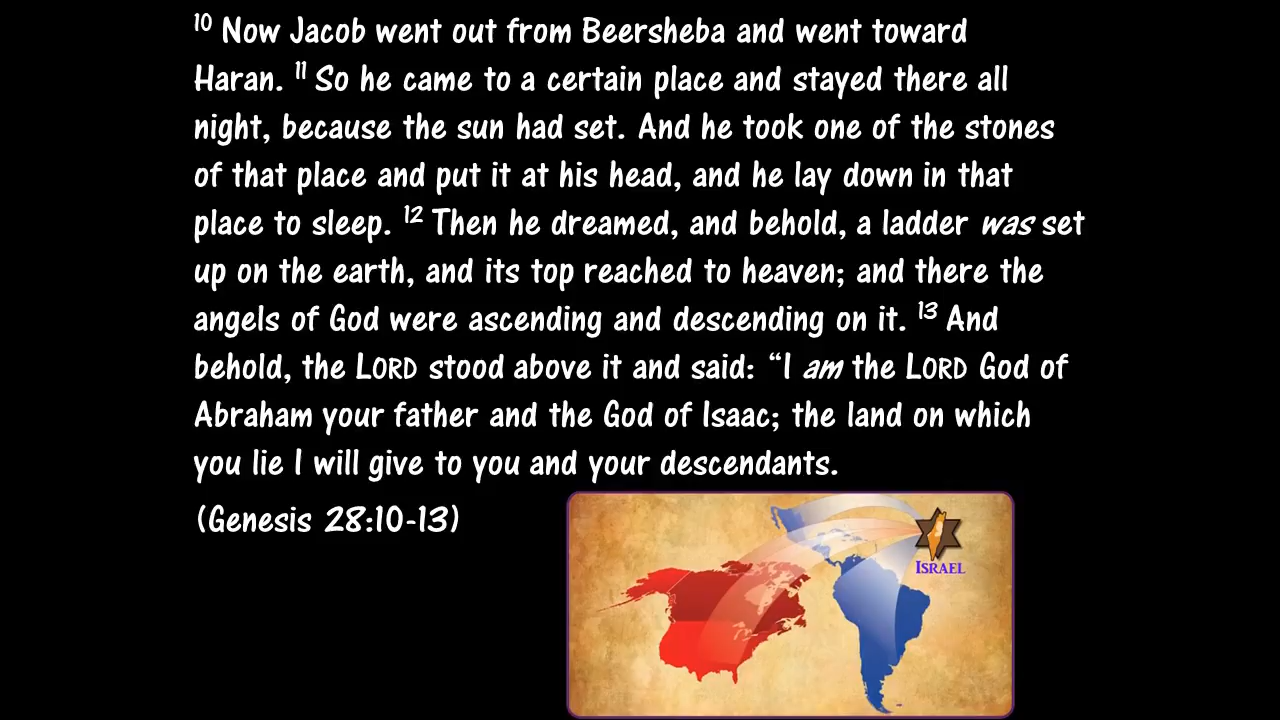 10 Now Jacob went out from Beersheba and went toward
Haran. 11 So he came to a certain place and stayed there all
night, because the sun had set. And he took one of the stones
of that place and put it at his head, and he lay down in that
place to sleep. 12 Then he dreamed, and behold, a ladder was set
up on the earth, and its top reached to heaven; and there the
angels of God were ascending and descending on it. 13 And
behold, the LORD stood above it and said: “I am the LORD God of
Abraham your father and the God of Isaac; the land on which
you lie I will give to you and your descendants.
(Genesis 28:10-13)
ISRAEL